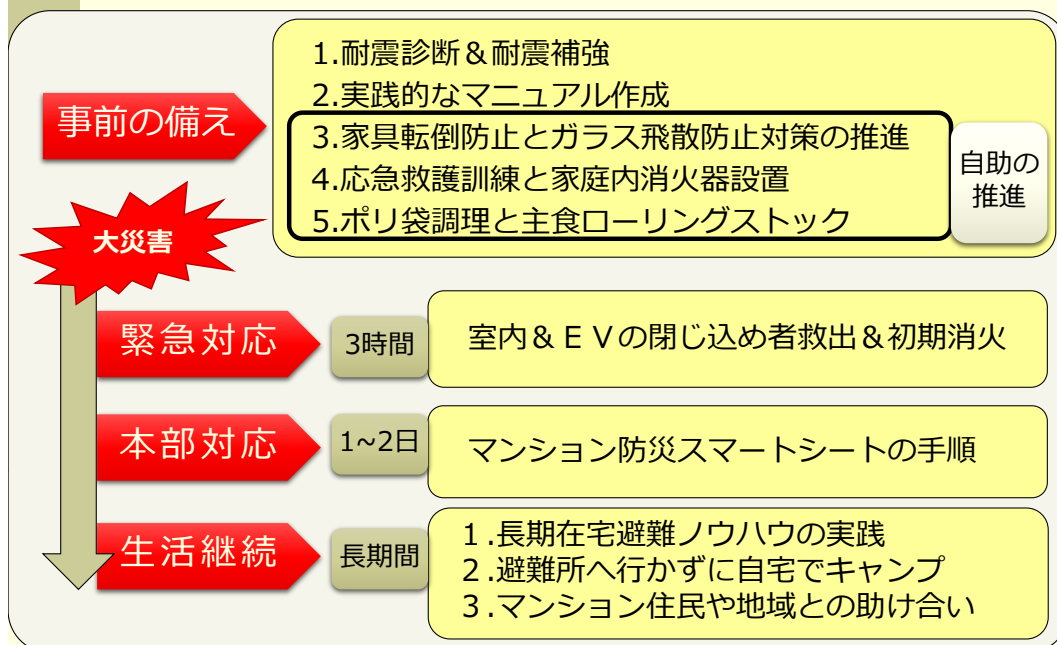 事前の備え
1.耐震診断＆耐震補強
2.実践的なマニュアル作成
3.家具転倒防止とガラス飛散防止対策の推進
4.応急救護訓練と家庭内消火器設置
5.ポリ袋調理と主食ローリングストック
自助の
推進
大災害
緊急対応
3時間
室内＆ＥＶの閉じ込め者救出＆初期消火
本部対応
1~2日
マンション防災スマートシートの手順
生活継続
長期間
１.長期在宅避難ノウハウの実践
２.避難所へ行かずに自宅でキャンプ
３.マンション住民や地域との助け合い